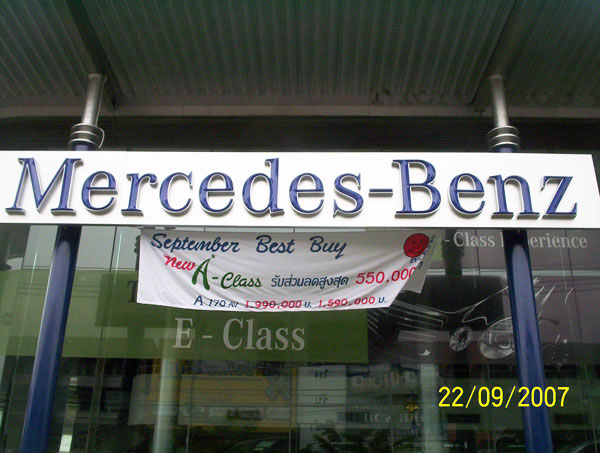 Mercedes-Benz
September Best Buy
New A-Class รับส่วนลดสูงสุด 550,000
A 170 AV 1,990,000 บ. 1,590,000 บ.
- Class Experience
E - Class
22/09/2007